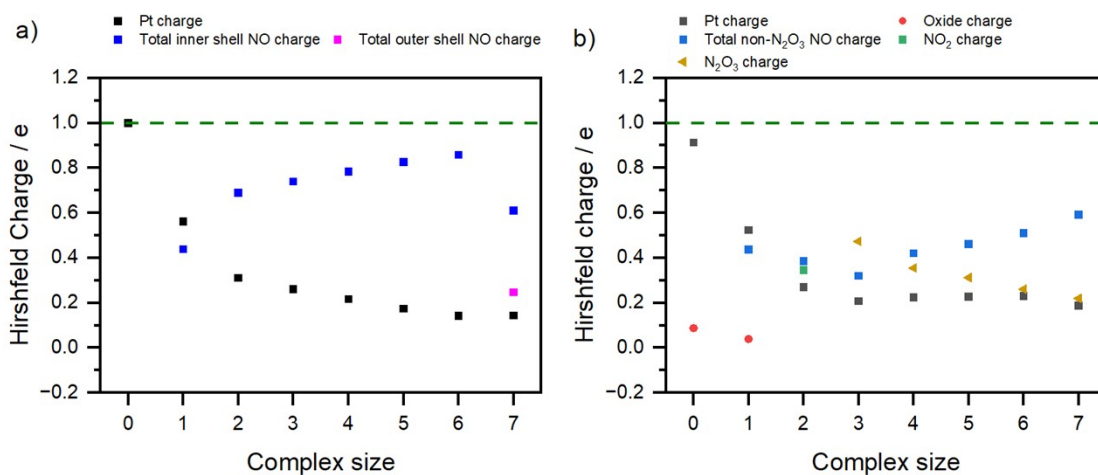 a)
Pt charge
Total inner shell NO charge
Total outer shell NO charge
Hirshfeld Charge / e
1.2
1.0
0.8
0.6
0.4
0.2
0.0
−0.2
0 1 2 3 4 5 6 7
Complex size
b)
Pt charge
Oxide charge
Total non-N₂O₃ NO charge
NO₂ charge
N₂O₃ charge
Hirshfeld charge / e
1.2
1.0
0.8
0.6
0.4
0.2
0.0
−0.2
0 1 2 3 4 5 6 7
Complex size